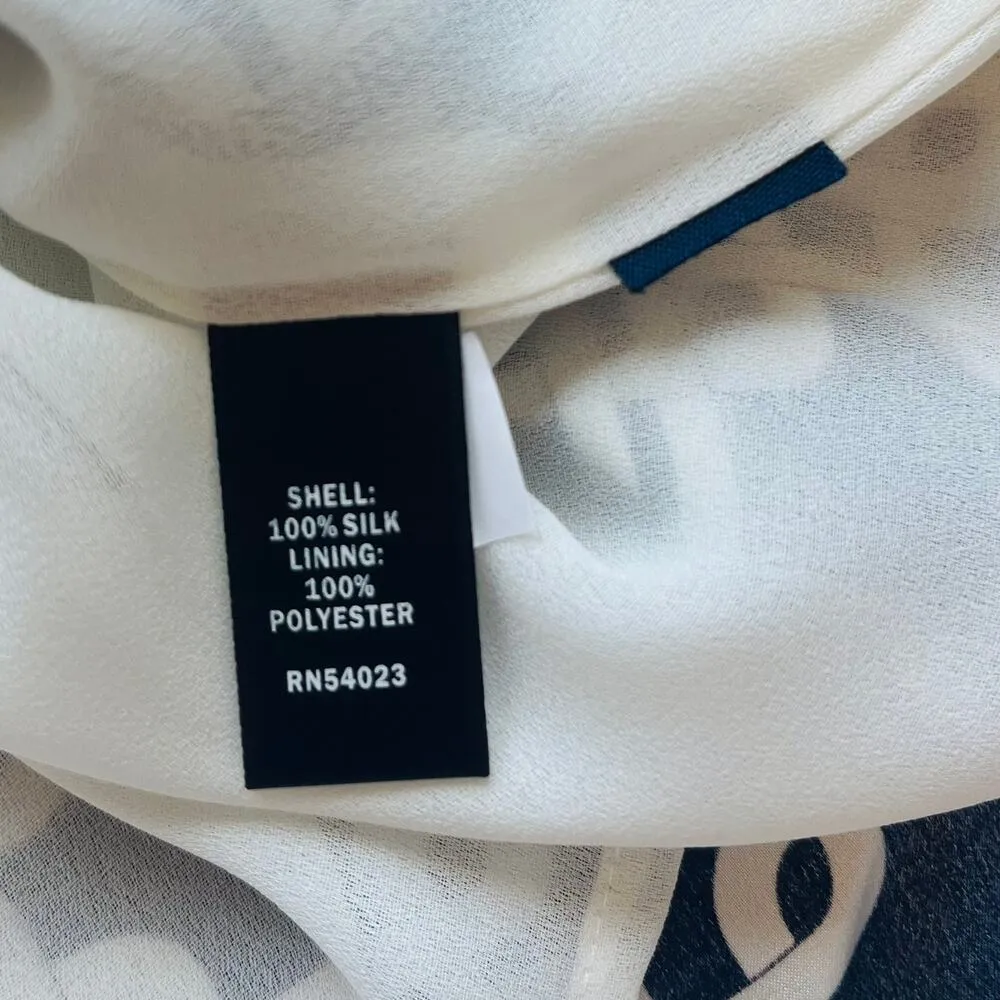 SHELL:
100% SILK
LINING:
100%
POLYESTER
RN54023